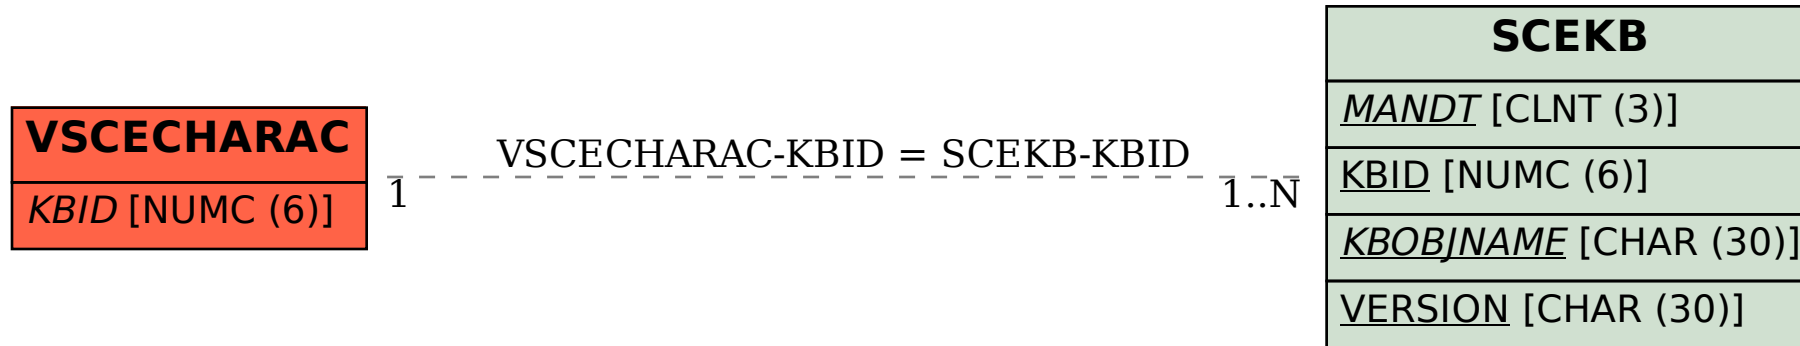 VSCECHARAC
KBID [NUMC (6)]
VSCECHARAC-KBID = SCEKB-KBID
1
1..N
SCEKB
MANDT [CLNT (3)]
KBID [NUMC (6)]
KBOBJNAME [CHAR (30)]
VERSION [CHAR (30)]